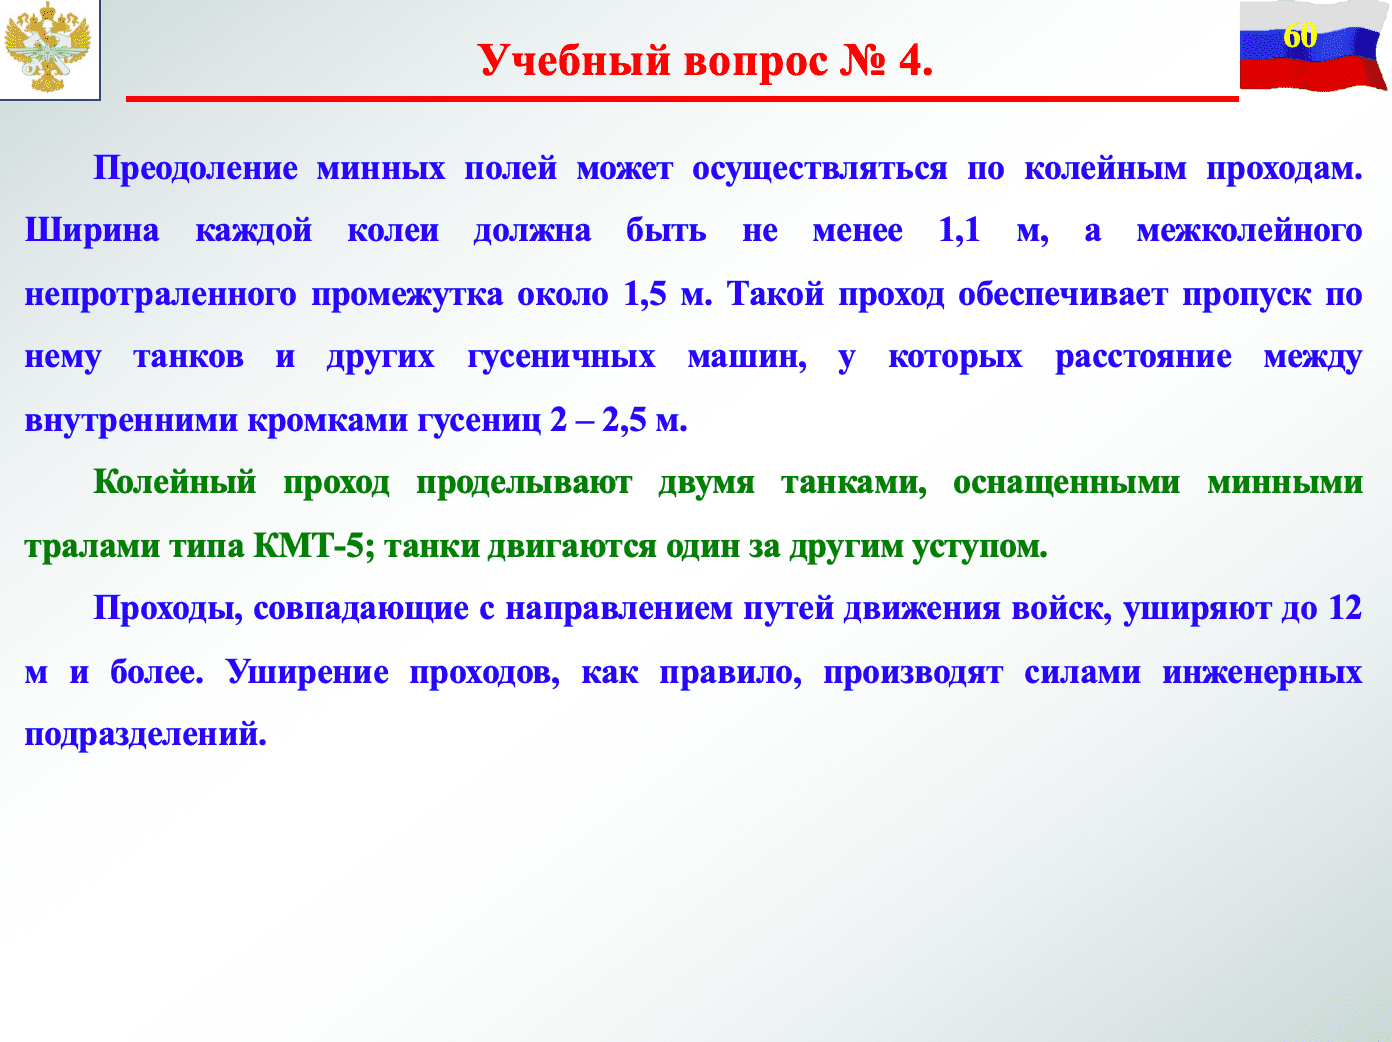 60
Учебный вопрос № 4.
Преодоление минных полей может осуществляться по колейным проходам.
Ширина каждой колеи должна быть не менее 1,1 м, а межколейного
непротраленного промежутка около 1,5 м. Такой проход обеспечивает пропуск по
нему танков и других гусеничных машин, у которых расстояние между
внутренними кромками гусениц 2 – 2,5 м.
Колейный проход проделывают двумя танками, оснащенными минными
тралами типа КМТ-5; танки двигаются один за другим уступом.
Проходы, совпадающие с направлением путей движения войск, уширяют до 12
м и более. Уширение проходов, как правило, производят силами инженерных
подразделений.